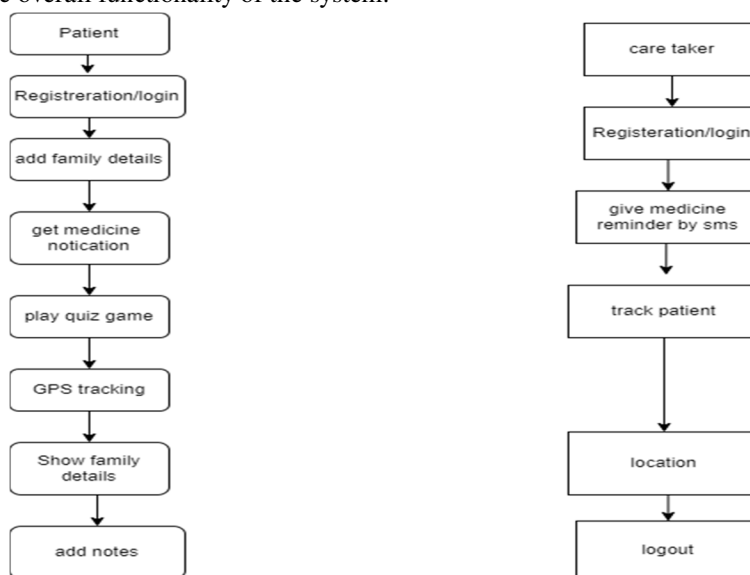 overall functionality of the system.
Patient
Registreration/login
add family details
get medicine
notication
play quiz game
GPS tracking
Show family
details
add notes
care taker
Registeration/login
give medicine
reminder by sms
track patient
location
logout